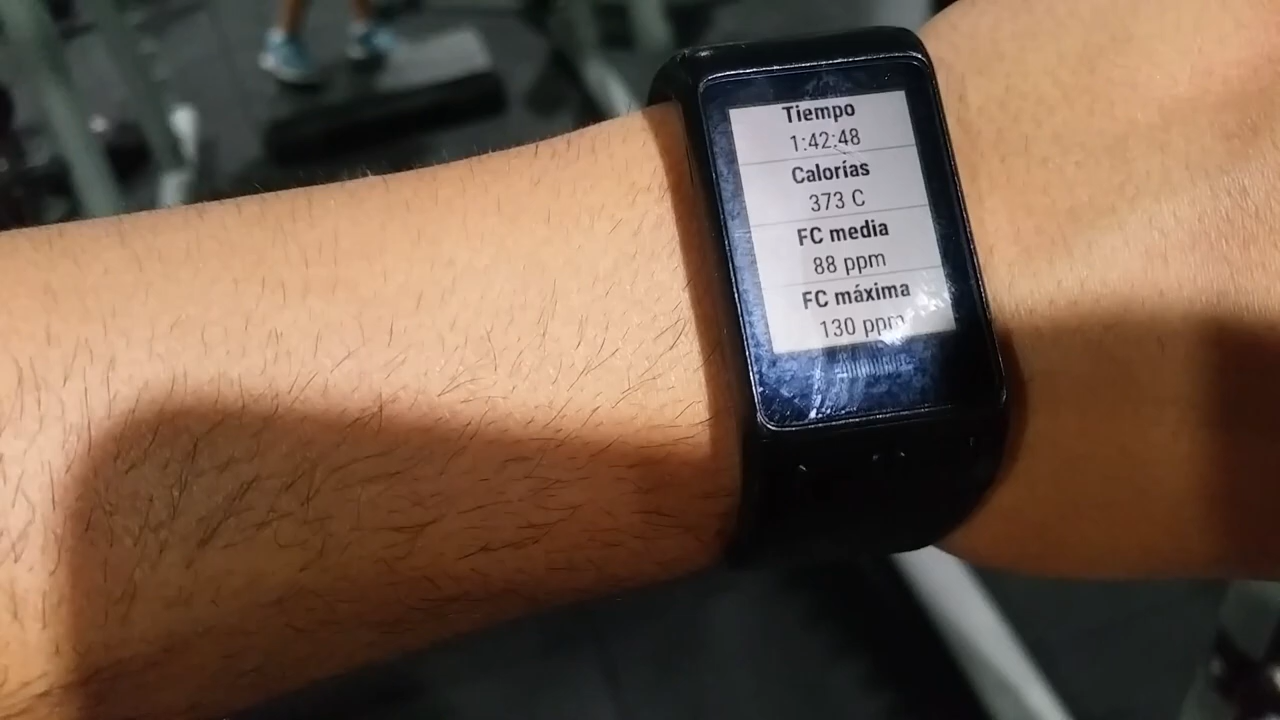 Tiempo
1:42:48
Calorías
373 C
FC media
88 ppm
FC máxima
130 ppm